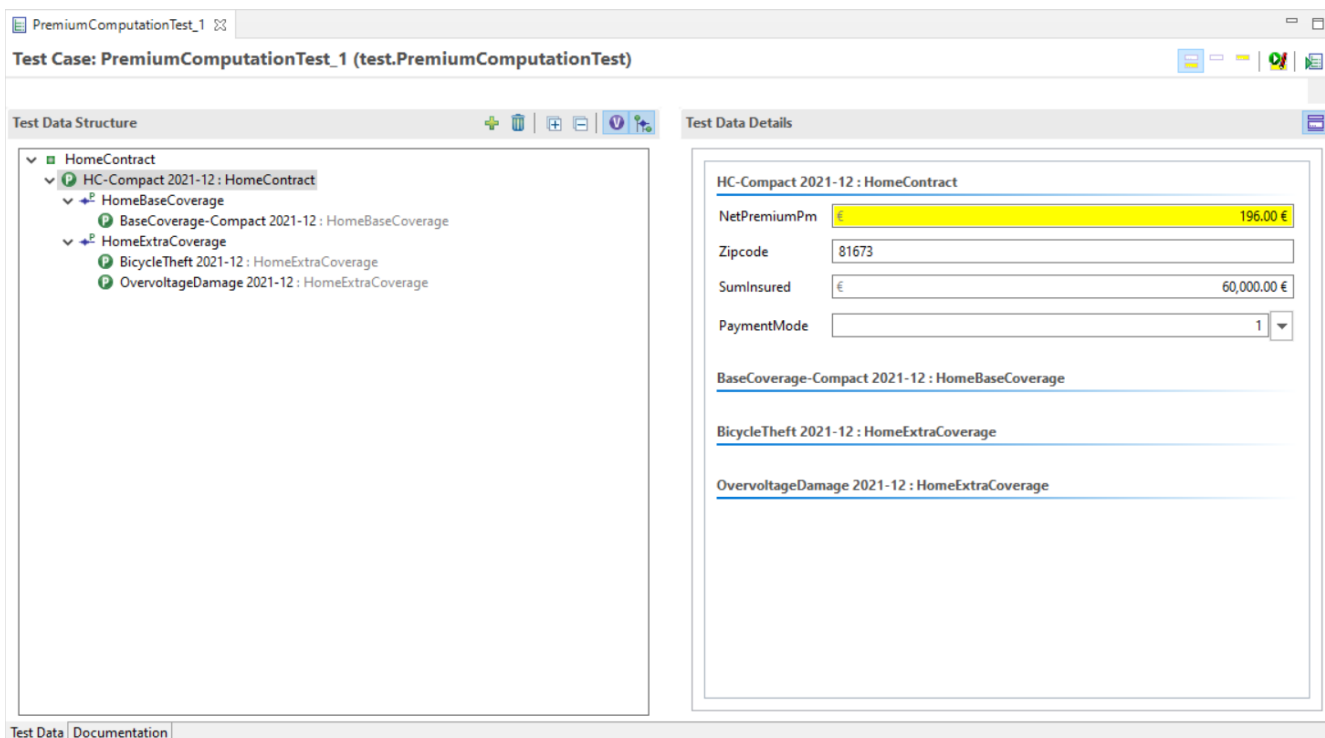 PremiumComputationTest_1
Test Case: PremiumComputationTest_1 (test.PremiumComputationTest)
Test Data Structure
HomeContract
HC-Compact 2021-12 : HomeContract
HomeBaseCoverage
BaseCoverage-Compact 2021-12 : HomeBaseCoverage
HomeExtraCoverage
BicycleTheft 2021-12 : HomeExtraCoverage
OvervoltageDamage 2021-12 : HomeExtraCoverage
Test Data Details
HC-Compact 2021-12 : HomeContract
NetPremiumPm € 196.00 €
Zipcode 81673
SumInsured € 60,000.00 €
PaymentMode 1
BaseCoverage-Compact 2021-12 : HomeBaseCoverage
BicycleTheft 2021-12 : HomeExtraCoverage
OvervoltageDamage 2021-12 : HomeExtraCoverage
Test Data Documentation